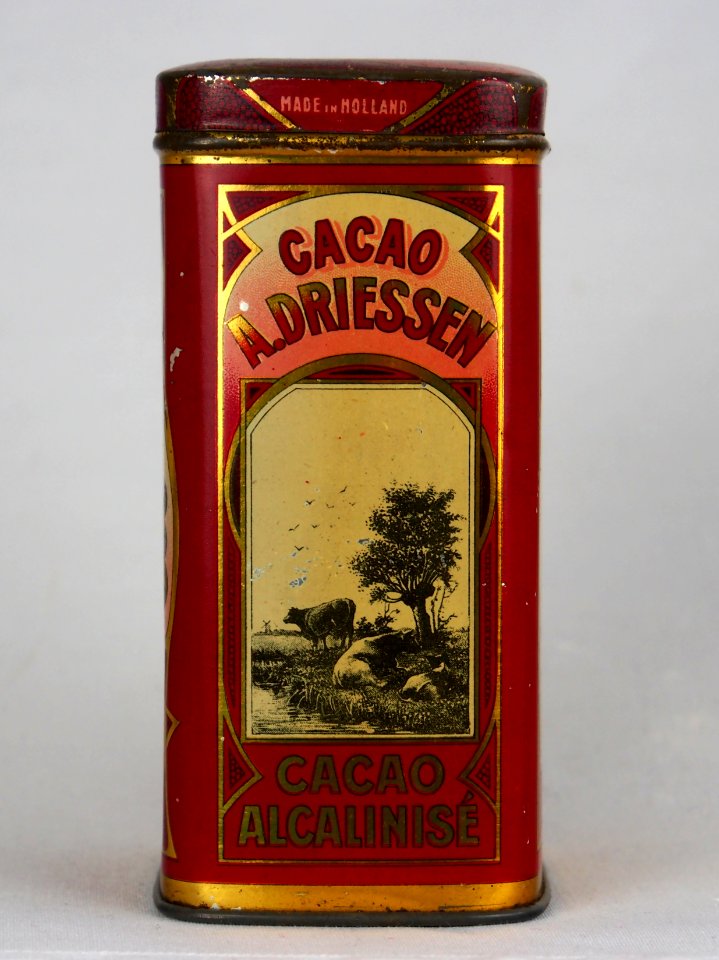 MADE IN HOLLAND
CACAO
A. DRIESSEN
CACAO
ALCALINISÉ